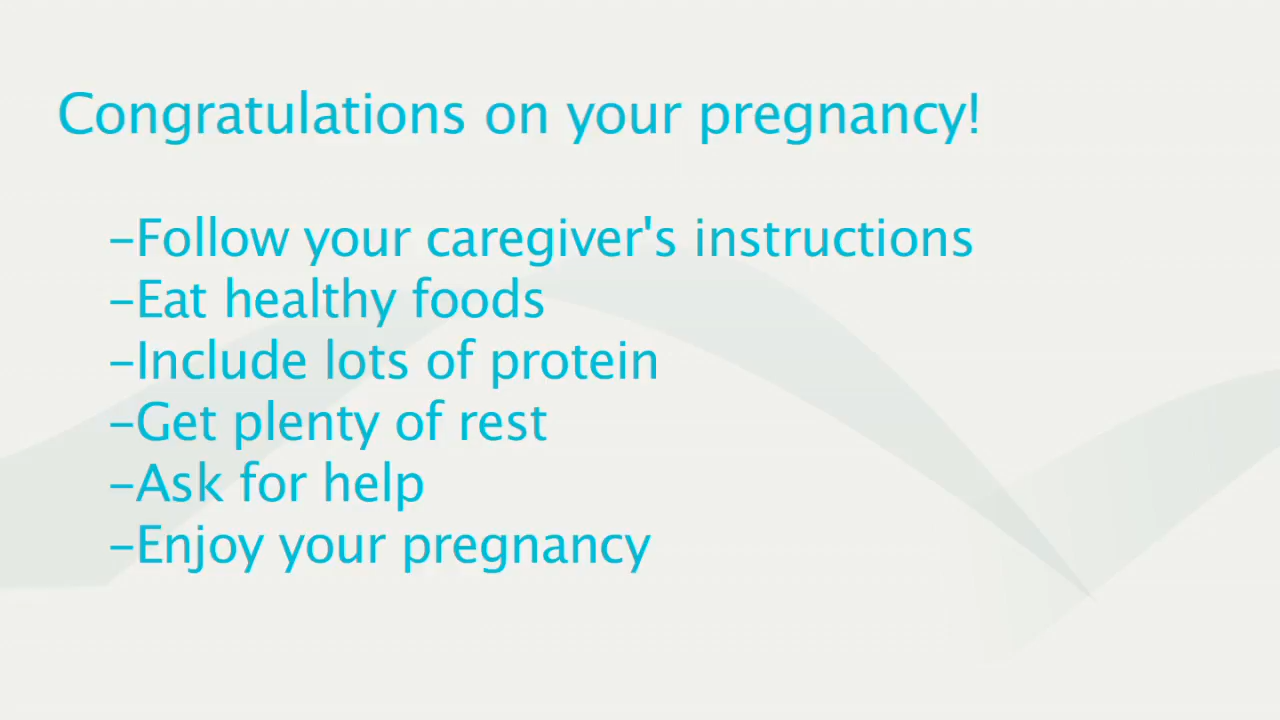 Congratulations on your pregnancy!
-Follow your caregiver's instructions
-Eat healthy foods
-Include lots of protein
-Get plenty of rest
-Ask for help
-Enjoy your pregnancy